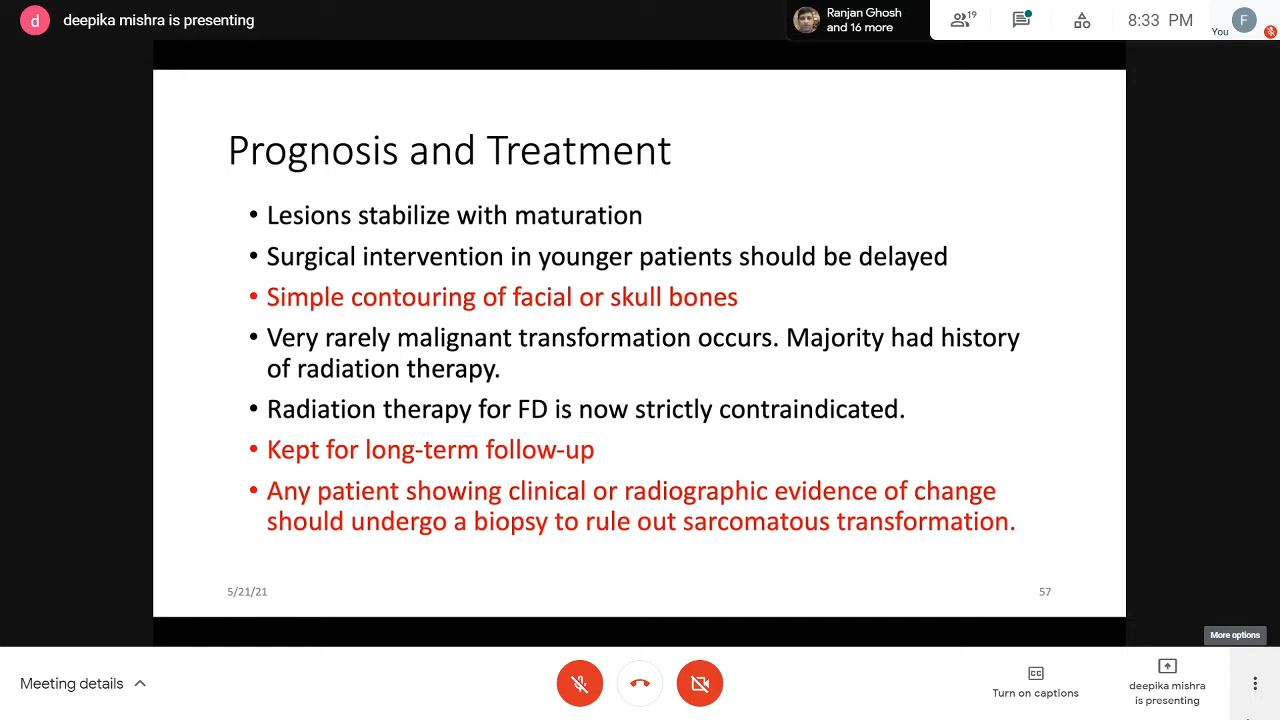 d
deepika mishra is presenting
Ranjan Ghosh
and 16 more
19
8:33 PM
You
F
Prognosis and Treatment
• Lesions stabilize with maturation
• Surgical intervention in younger patients should be delayed
• Simple contouring of facial or skull bones
• Very rarely malignant transformation occurs. Majority had history
of radiation therapy.
• Radiation therapy for FD is now strictly contraindicated.
• Kept for long-term follow-up
• Any patient showing clinical or radiographic evidence of change
should undergo a biopsy to rule out sarcomatous transformation.
5/21/21
57
More options
Meeting details
Turn on captions
deepika mishra
is presenting